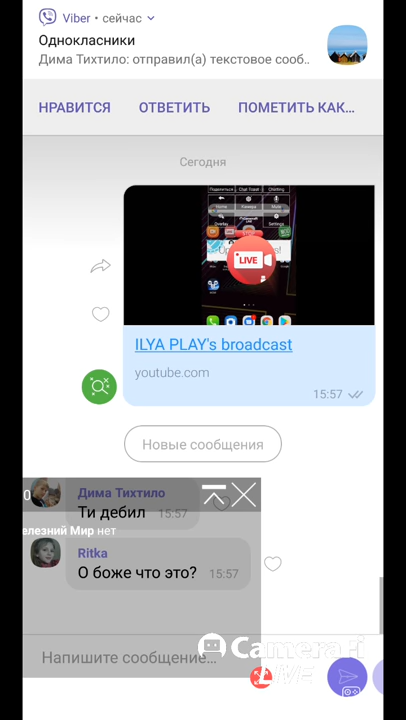 Viber • сейчас
Однокласники
Дима Тихтило: отправил(а) текстовое сооб..
НРАВИТСЯ ОТВЕТИТЬ ПОМЕТИТЬ КАК...
Сегодня
LIVE
ILYA PLAY's broadcast
youtube.com
15:57
Новые сообщения
0
Дима Тихтило
Ти дебил 15:57
елезний Мир нет
Ritka
О боже что это? 15:57
Напишите сообщение...
Camera Fi
LIVE